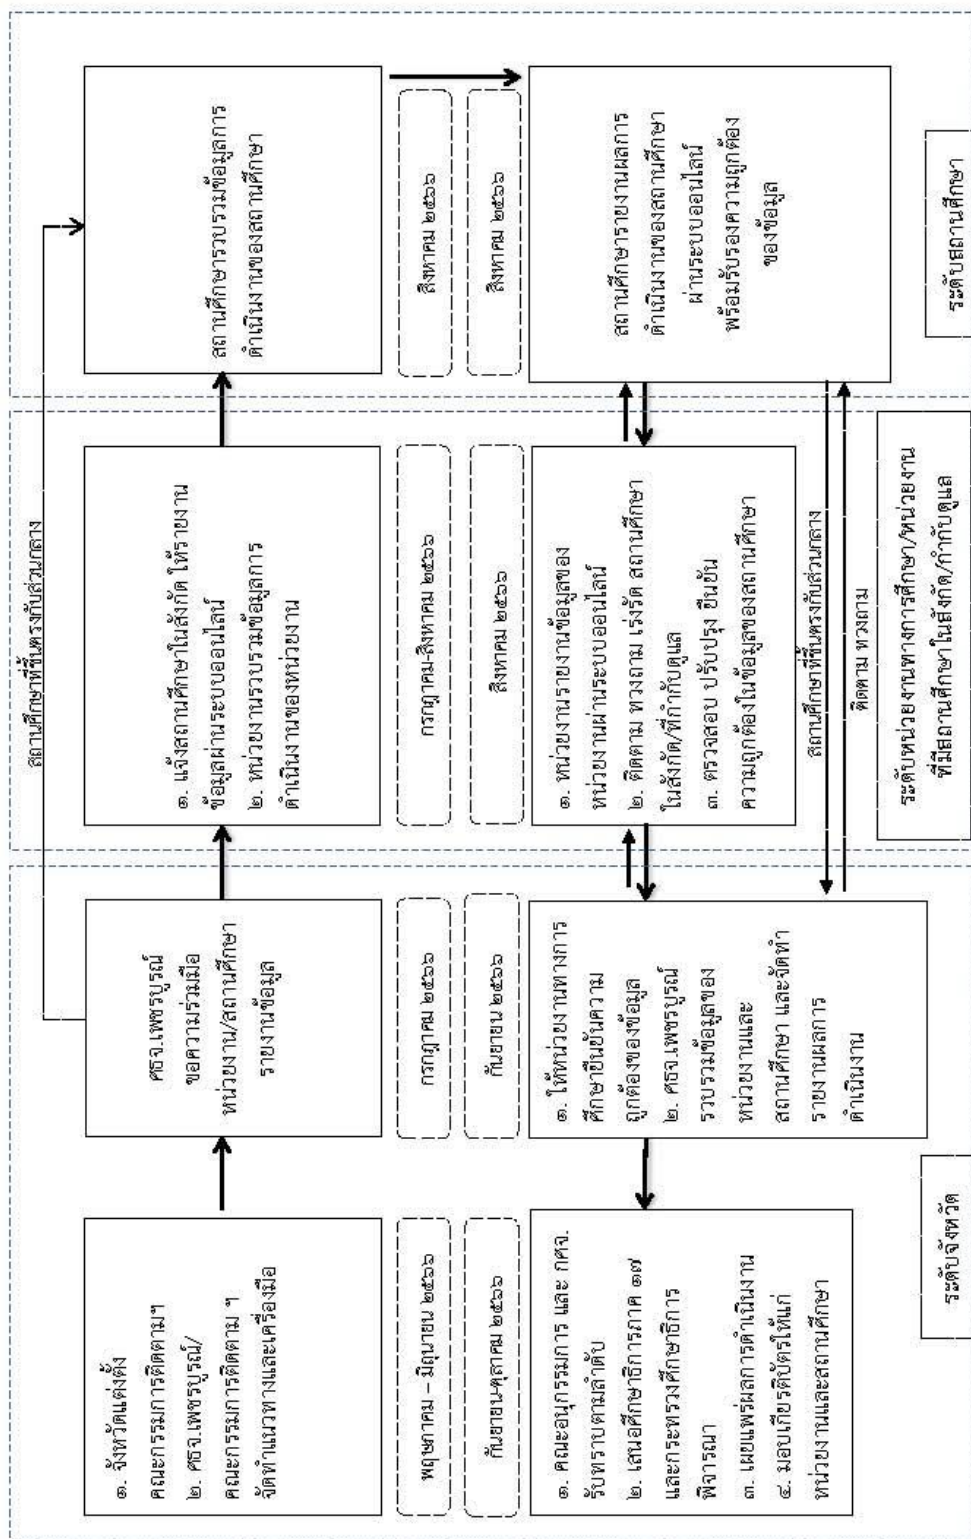 สถานศึกษาที่ขึ้นตรงกับส่วนกลาง
๑. จังหวัดแต่งตั้ง
คณะกรรมการติดตามฯ
๒. ศธจ.เพชรบูรณ์/
คณะกรรมการติดตาม ฯ
จัดทำแนวทางและเครื่องมือ
ศธจ.เพชรบูรณ์
ขอความร่วมมือ
หน่วยงาน/สถานศึกษา
รายงานข้อมูล
๑. แจ้งสถานศึกษาในสังกัด ให้รายงาน
ข้อมูลผ่านระบบออนไลน์
๒. หน่วยงานรวบรวมข้อมูลการ
ดำเนินงานของหน่วยงาน
สถานศึกษารวบรวมข้อมูลการ
ดำเนินงานของสถานศึกษา
พฤษภาคม – มิถุนายน ๒๕๖๖
กรกฎาคม ๒๕๖๖
กรกฎาคม-สิงหาคม ๒๕๖๖
สิงหาคม ๒๕๖๖
กันยายน-ตุลาคม ๒๕๖๖
กันยายน ๒๕๖๖
สิงหาคม ๒๕๖๖
สิงหาคม ๒๕๖๖
๑. คณะอนุกรรมการ และ กศจ.
รับทราบตามลำดับ
๒. เสนอศึกษาธิการภาค ๑๗
และกระทรวงศึกษาธิการ
พิจารณา
๓. เผยแพร่ผลการดำเนินงาน
๔. มอบเกียรติบัตรให้แก่
หน่วยงานและสถานศึกษา
๑. ให้หน่วยงานทางการ
ศึกษายืนยันความ
ถูกต้องของข้อมูล
๒. ศธจ.เพชรบูรณ์
รวบรวมข้อมูลของ
หน่วยงานและ
สถานศึกษา และจัดทำ
รายงานผลการ
ดำเนินงาน
๑. หน่วยงานรายงานข้อมูลของ
หน่วยงานผ่านระบบออนไลน์
๒. ติดตาม ทวงถาม เร่งรัด สถานศึกษา
ในสังกัด/ที่กำกับดูแล
๓. ตรวจสอบ ปรับปรุง ยืนยัน
ความถูกต้องในข้อมูลของสถานศึกษา
สถานศึกษารายงานผลการ
ดำเนินงานของสถานศึกษา
ผ่านระบบออนไลน์
พร้อมรับรองความถูกต้อง
ของข้อมูล
สถานศึกษาที่ขึ้นตรงกับส่วนกลาง
ติดตาม ทวงถาม
ระดับจังหวัด
ระดับหน่วยงานทางการศึกษา/หน่วยงาน
ที่มีสถานศึกษาในสังกัด/กำกับดูแล
ระดับสถานศึกษา